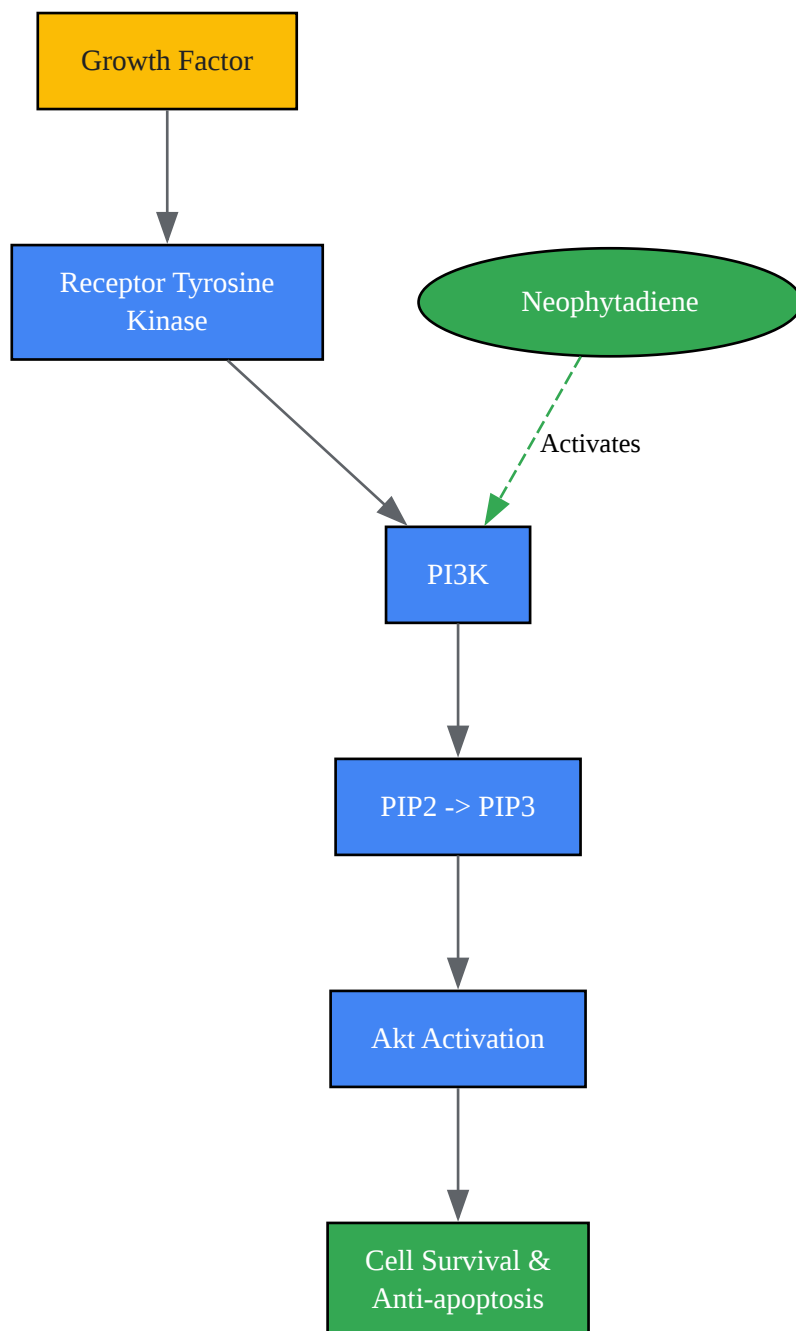 Growth Factor
Receptor Tyrosine
Kinase
Neophytadiene
Activates
PI3K
PIP2 -> PIP3
Akt Activation
Cell Survival &
Anti-apoptosis